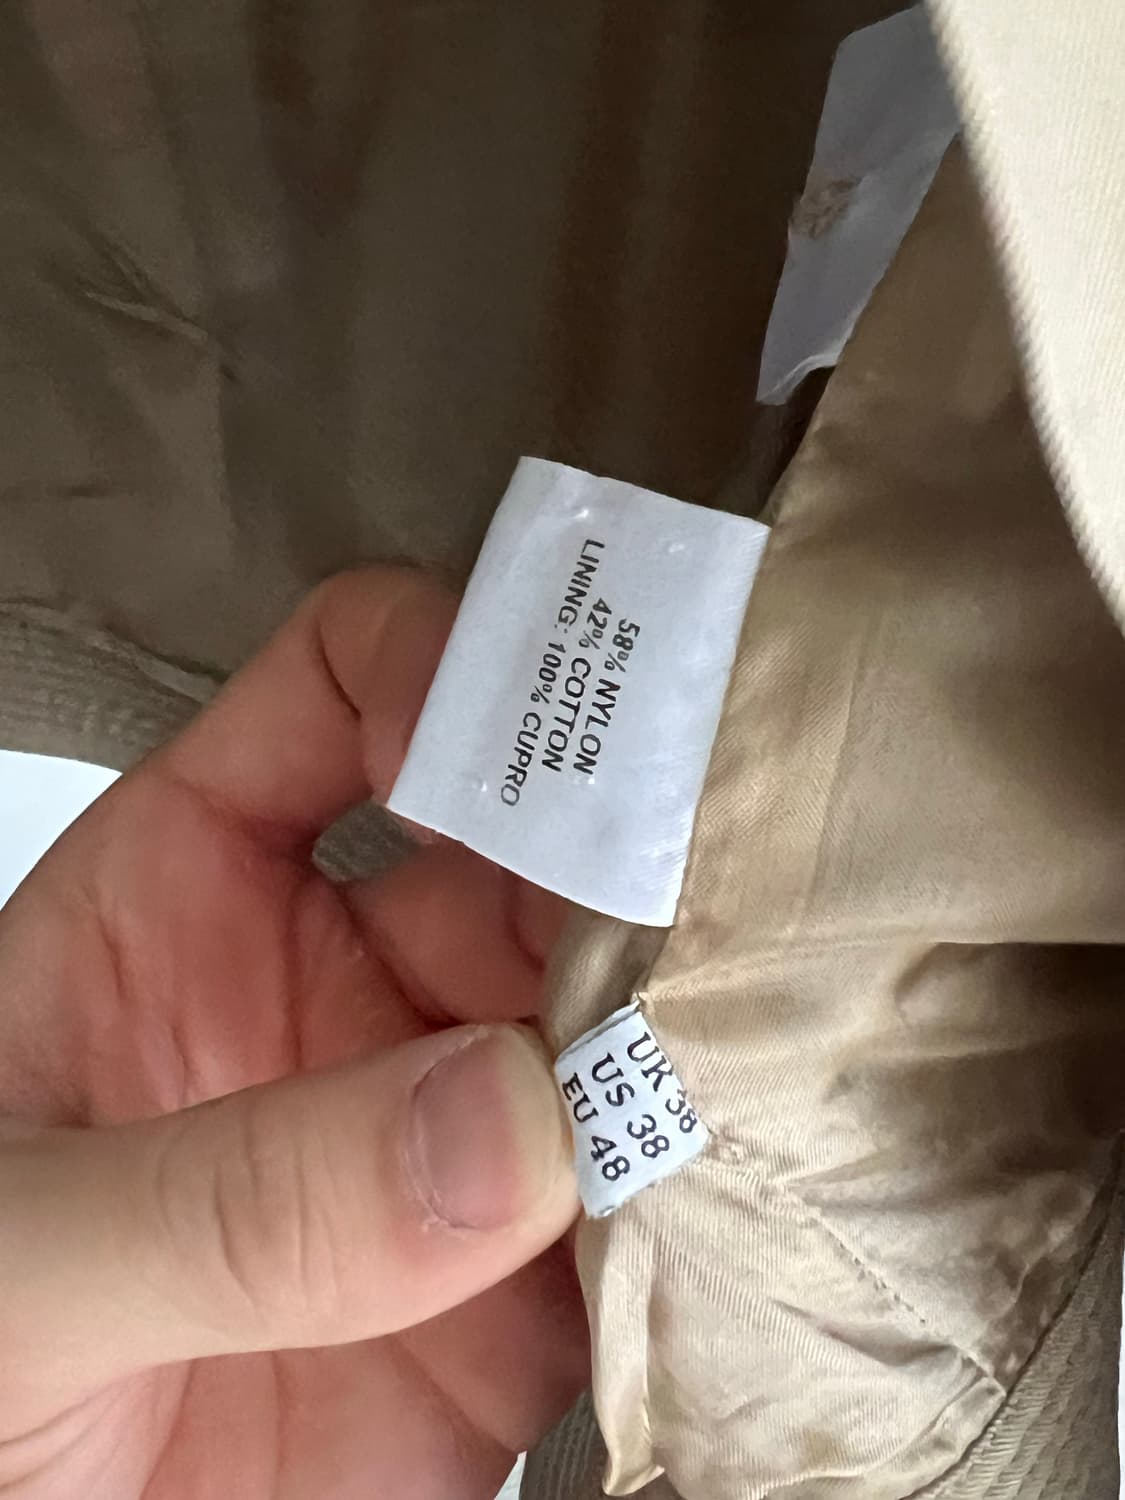 58% NYLON
42% COTTON
LINING: 100% CUPRO
UK 38
US 38
EU 48